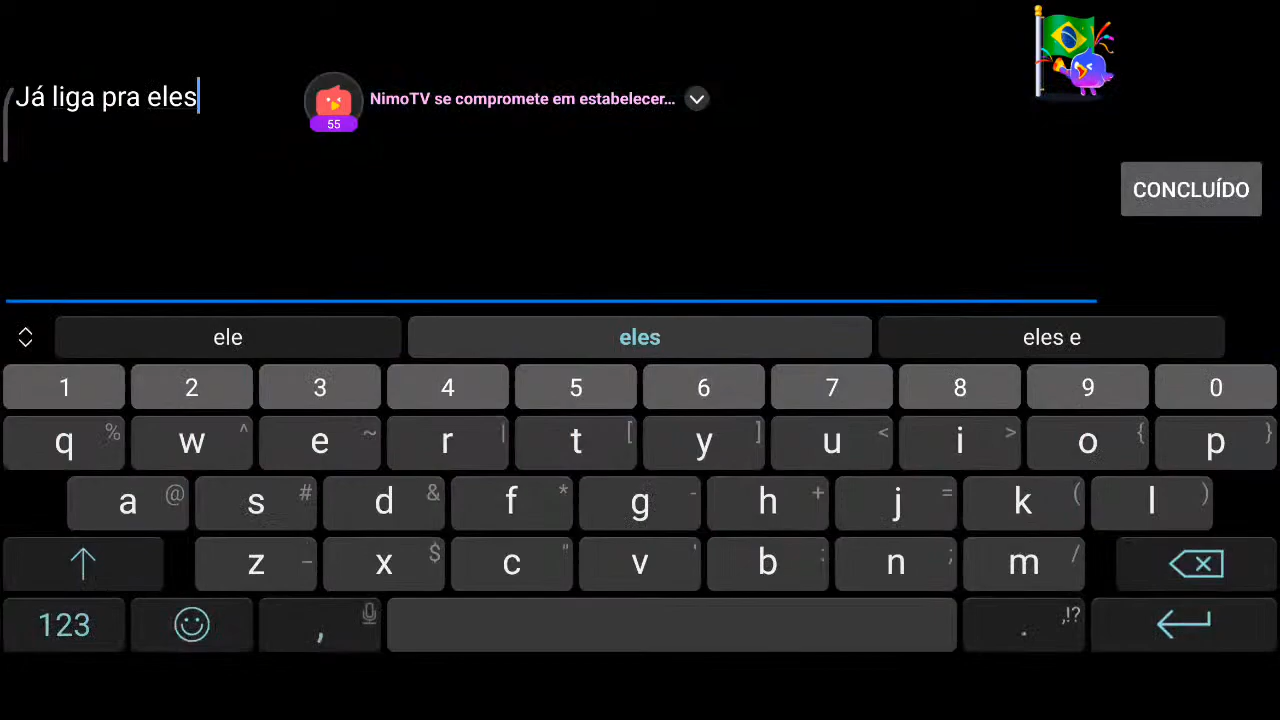 Já liga pra eles
NimoTV se compromete em estabelecer...
55
CONCLUÍDO
ele eles eles e
1 2 3 4 5 6 7 8 9 0
q % w ^ e ~ r | t [ y ] u < i > o { p }
a @ s # d & f * g - h + j = k ( l )
z _ x $ c " v ' b : n ; m /
123 , . ,!?